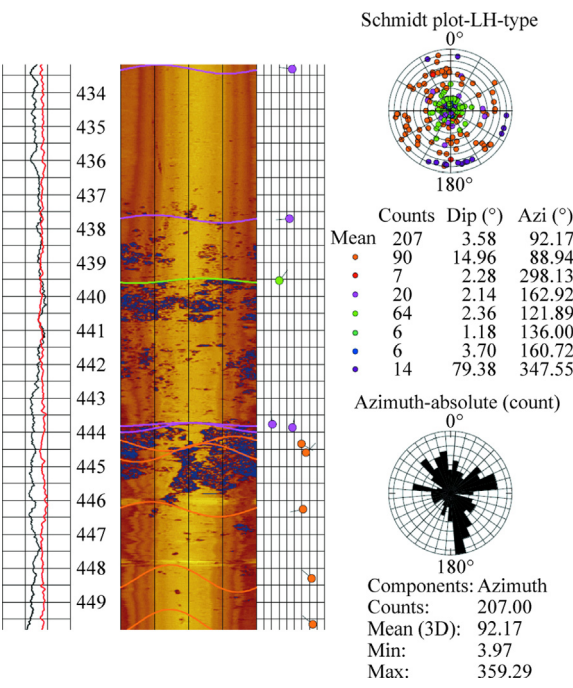 Schmidt plot-LH-type
0°
180°
Counts Dip (°) Azi (°)
Mean 207 3.58 92.17
90 14.96 88.94
7 2.28 298.13
20 2.14 162.92
64 2.36 121.89
6 1.18 136.00
6 3.70 160.72
14 79.38 347.55
Azimuth-absolute (count)
0°
180°
Components: Azimuth
Counts: 207.00
Mean (3D): 92.17
Min: 3.97
Max: 359.29
434
435
436
437
438
439
440
441
442
443
444
445
446
447
448
449